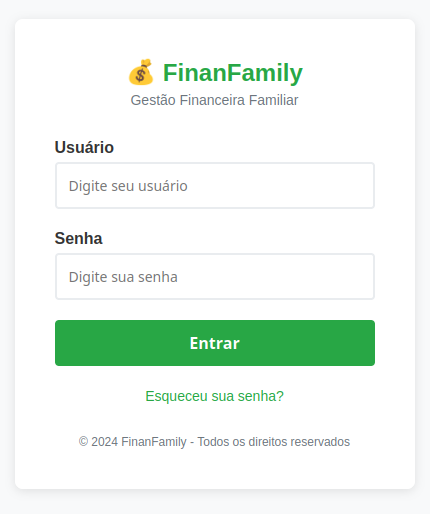 💰 FinanFamily
Gestão Financeira Familiar
Usuário
Digite seu usuário
Senha
Digite sua senha
Entrar
Esqueceu sua senha?
© 2024 FinanFamily - Todos os direitos reservados